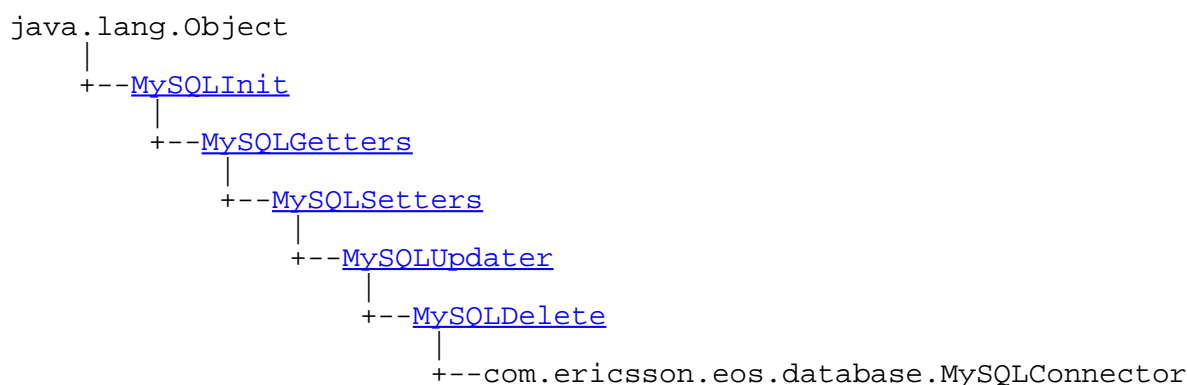 java.lang.Object
|
+--MySQLInit
|
+--MySQLGetters
|
+--MySQLSetters
|
+--MySQLUpdater
|
+--MySQLDelete
|
+--com.ericsson.eos.database.MySQLConnector